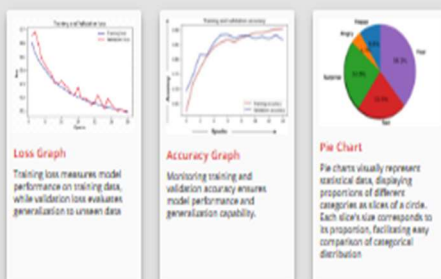 Training and Validation loss
Training loss
Validation loss
Epochs
Loss Graph
Training loss measures model
performance on training data,
while validation loss evaluates
generalization to unseen data
Training and validation accuracy
Training accuracy
Validation accuracy
Epochs
Accuracy Graph
Monitoring training and
validation accuracy ensures
model performance and
generalization capability.
Happy
Angry
Fear
Sad
Pie Chart
Pie charts visually represent
statistical data, displaying
proportions of different
categories as slices of a circle.
Each slice's size corresponds to
its proportion, facilitating easy
comparison of categorical
distribution